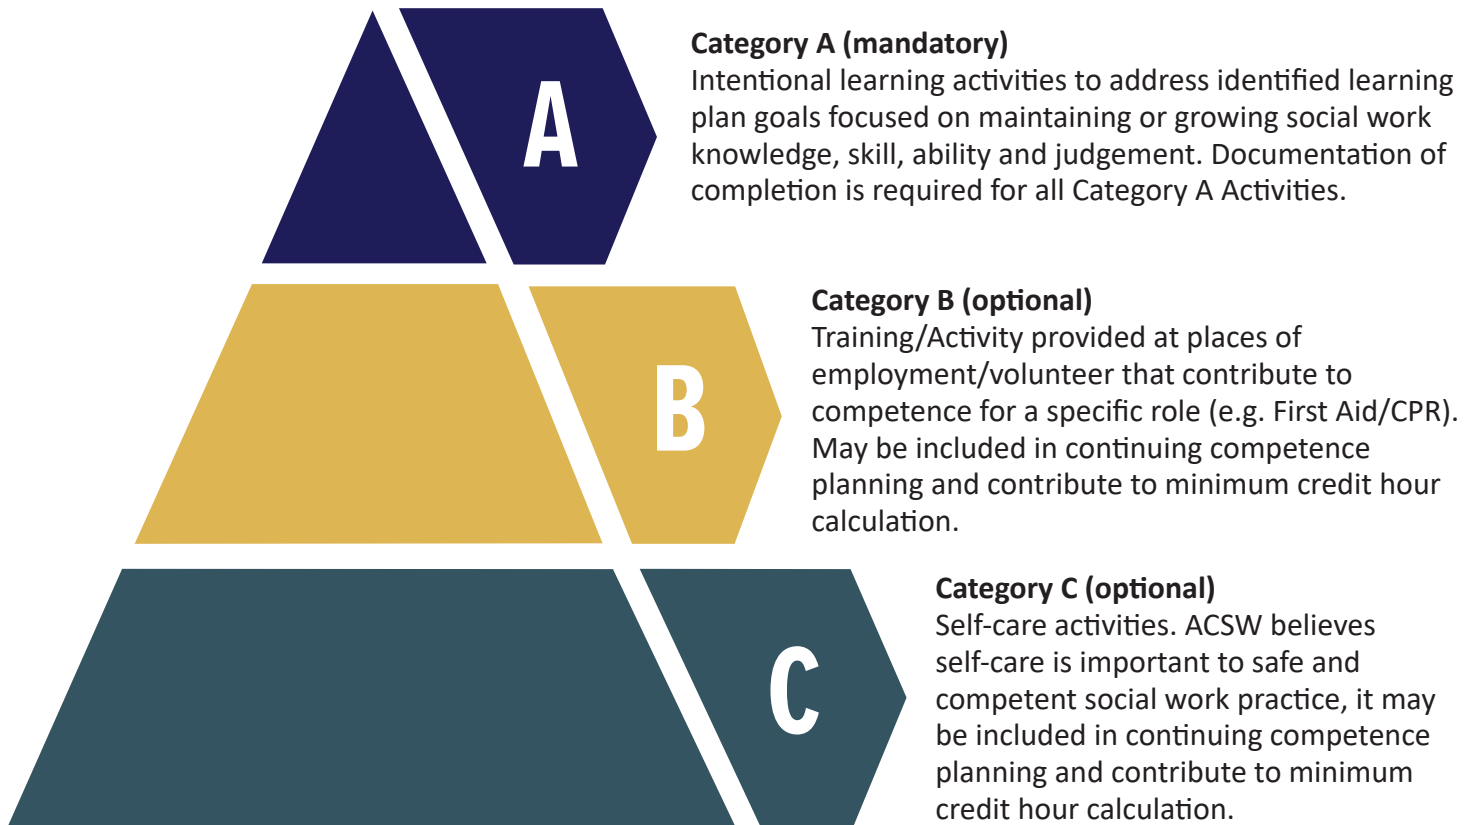 A
Category A (mandatory)
Intentional learning activities to address identified learning
plan goals focused on maintaining or growing social work
knowledge, skill, ability and judgement. Documentation of
completion is required for all Category A Activities.
B
Category B (optional)
Training/Activity provided at places of
employment/volunteer that contribute to
competence for a specific role (e.g. First Aid/CPR).
May be included in continuing competence
planning and contribute to minimum credit hour
calculation.
C
Category C (optional)
Self-care activities. ACSW believes
self-care is important to safe and
competent social work practice, it may
be included in continuing competence
planning and contribute to minimum
credit hour calculation.